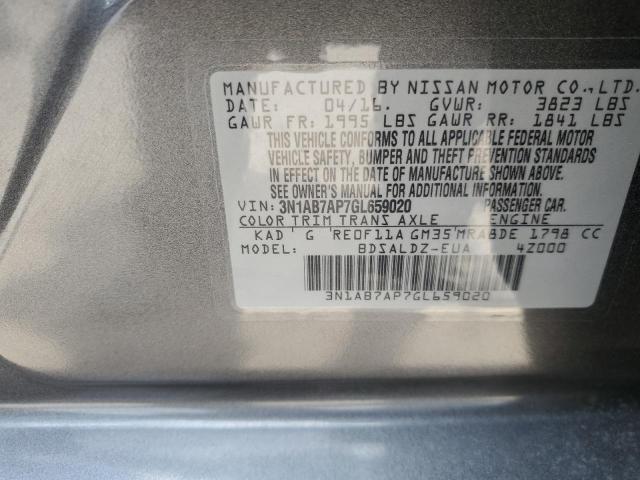 MANUFACTURED BY NISSAN MOTOR CO., LTD.
DATE: 04/16. GVWR: 3823 LBS
GAWR FR: 1995 LBS GAWR RR: 1841 LBS
THIS VEHICLE CONFORMS TO ALL APPLICABLE FEDERAL MOTOR
VEHICLE SAFETY, BUMPER AND THEFT PREVENTION STANDARDS
IN EFFECT ON THE DATE OF MANUFACTURE SHOWN ABOVE.
SEE OWNER'S MANUAL FOR ADDITIONAL INFORMATION.
VIN: 3N1AB7AP7GL659020 PASSENGER CAR.
COLOR TRIM TRANS AXLE ENGINE
KAD G RE0F11A GM35 MRA8DE 1798 CC
MODEL: BDSALDZ-EUA 4Z000
3N1AB7AP7GL659020